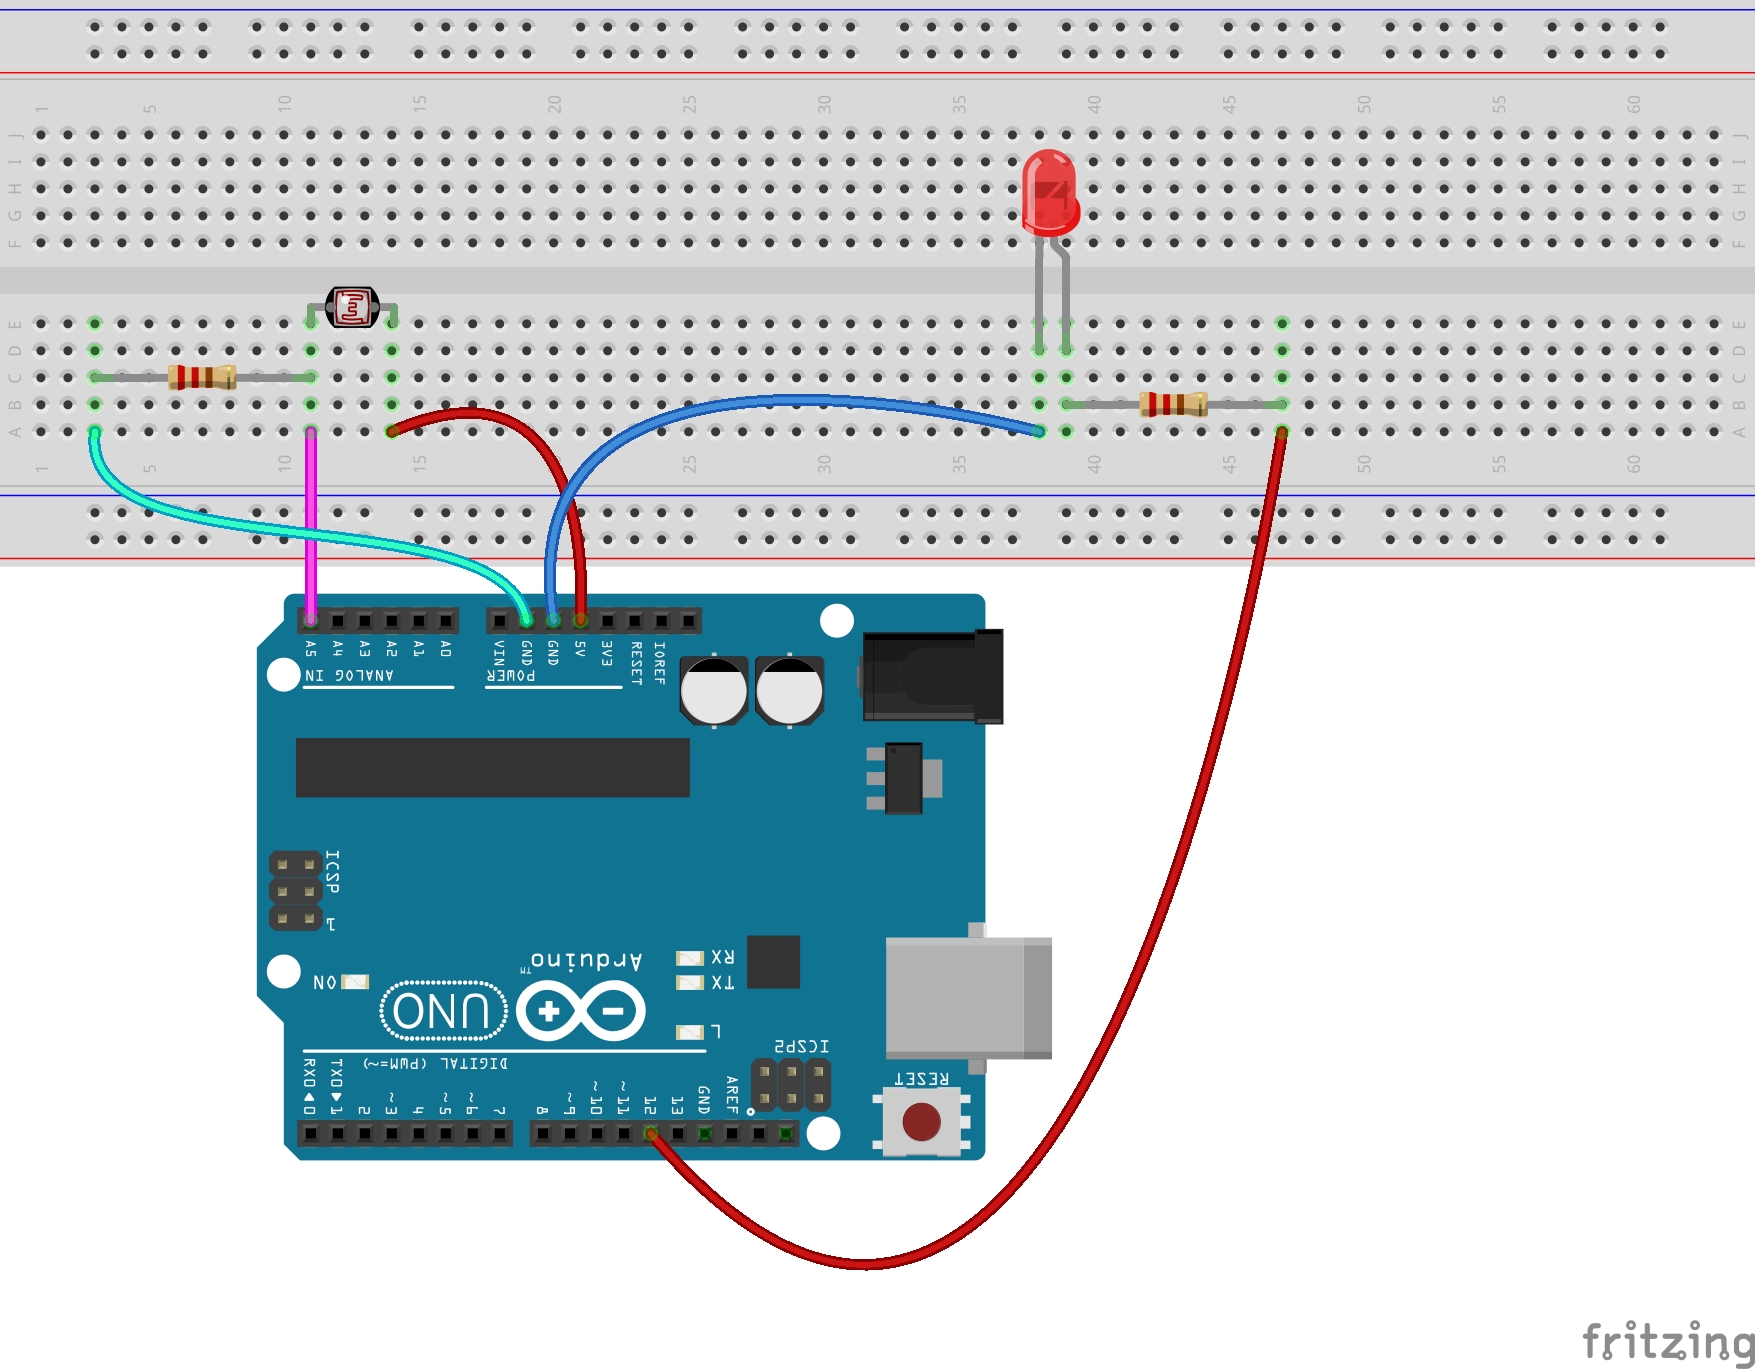 1 5 10 15 20 25 30 35 40 45 50 55 60
J J
I I
H H
G G
F F
E E
D D
C C
B B
A A
1 5 10 15 20 25 30 35 40 45 50 55 60
A5 A4 A3 A2 A1 A0 VIN GND GND 5V 3V3 RESET IOREF
ANALOG IN POWER
ICSP
1
Arduino™
RX
ON TX
UNO
L
DIGITAL (PWM=~) ICSP2
RX0◀0 TX0▶1 2 ~3 4 ~5 ~6 7 8 ~9 ~10 ~11 12 13 GND AREF
RESET
fritzing